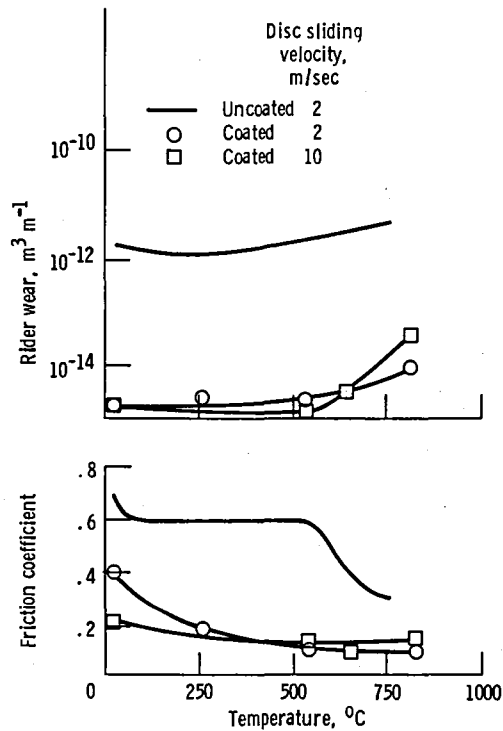 Disc sliding
velocity,
m/sec
Uncoated 2
Coated 2
Coated 10
10⁻¹⁰
10⁻¹²
10⁻¹⁴
Rider wear, m³ m⁻¹
.8
.6
.4
.2
Friction coefficient
0 250 500 750 1000
Temperature, °C